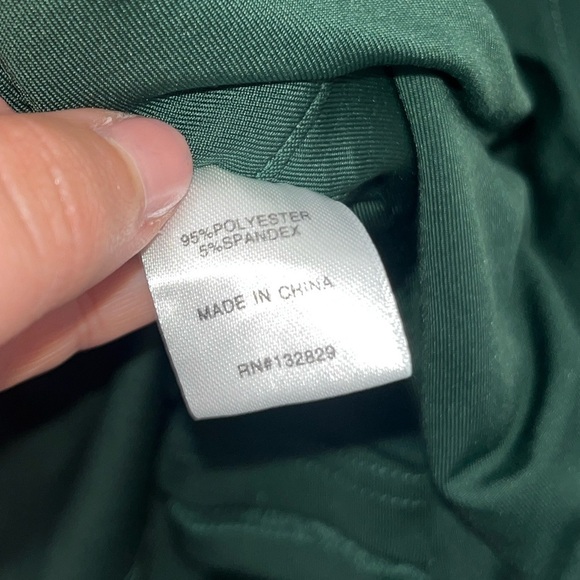 95%POLYESTER
5%SPANDEX
MADE IN CHINA
RN#132829